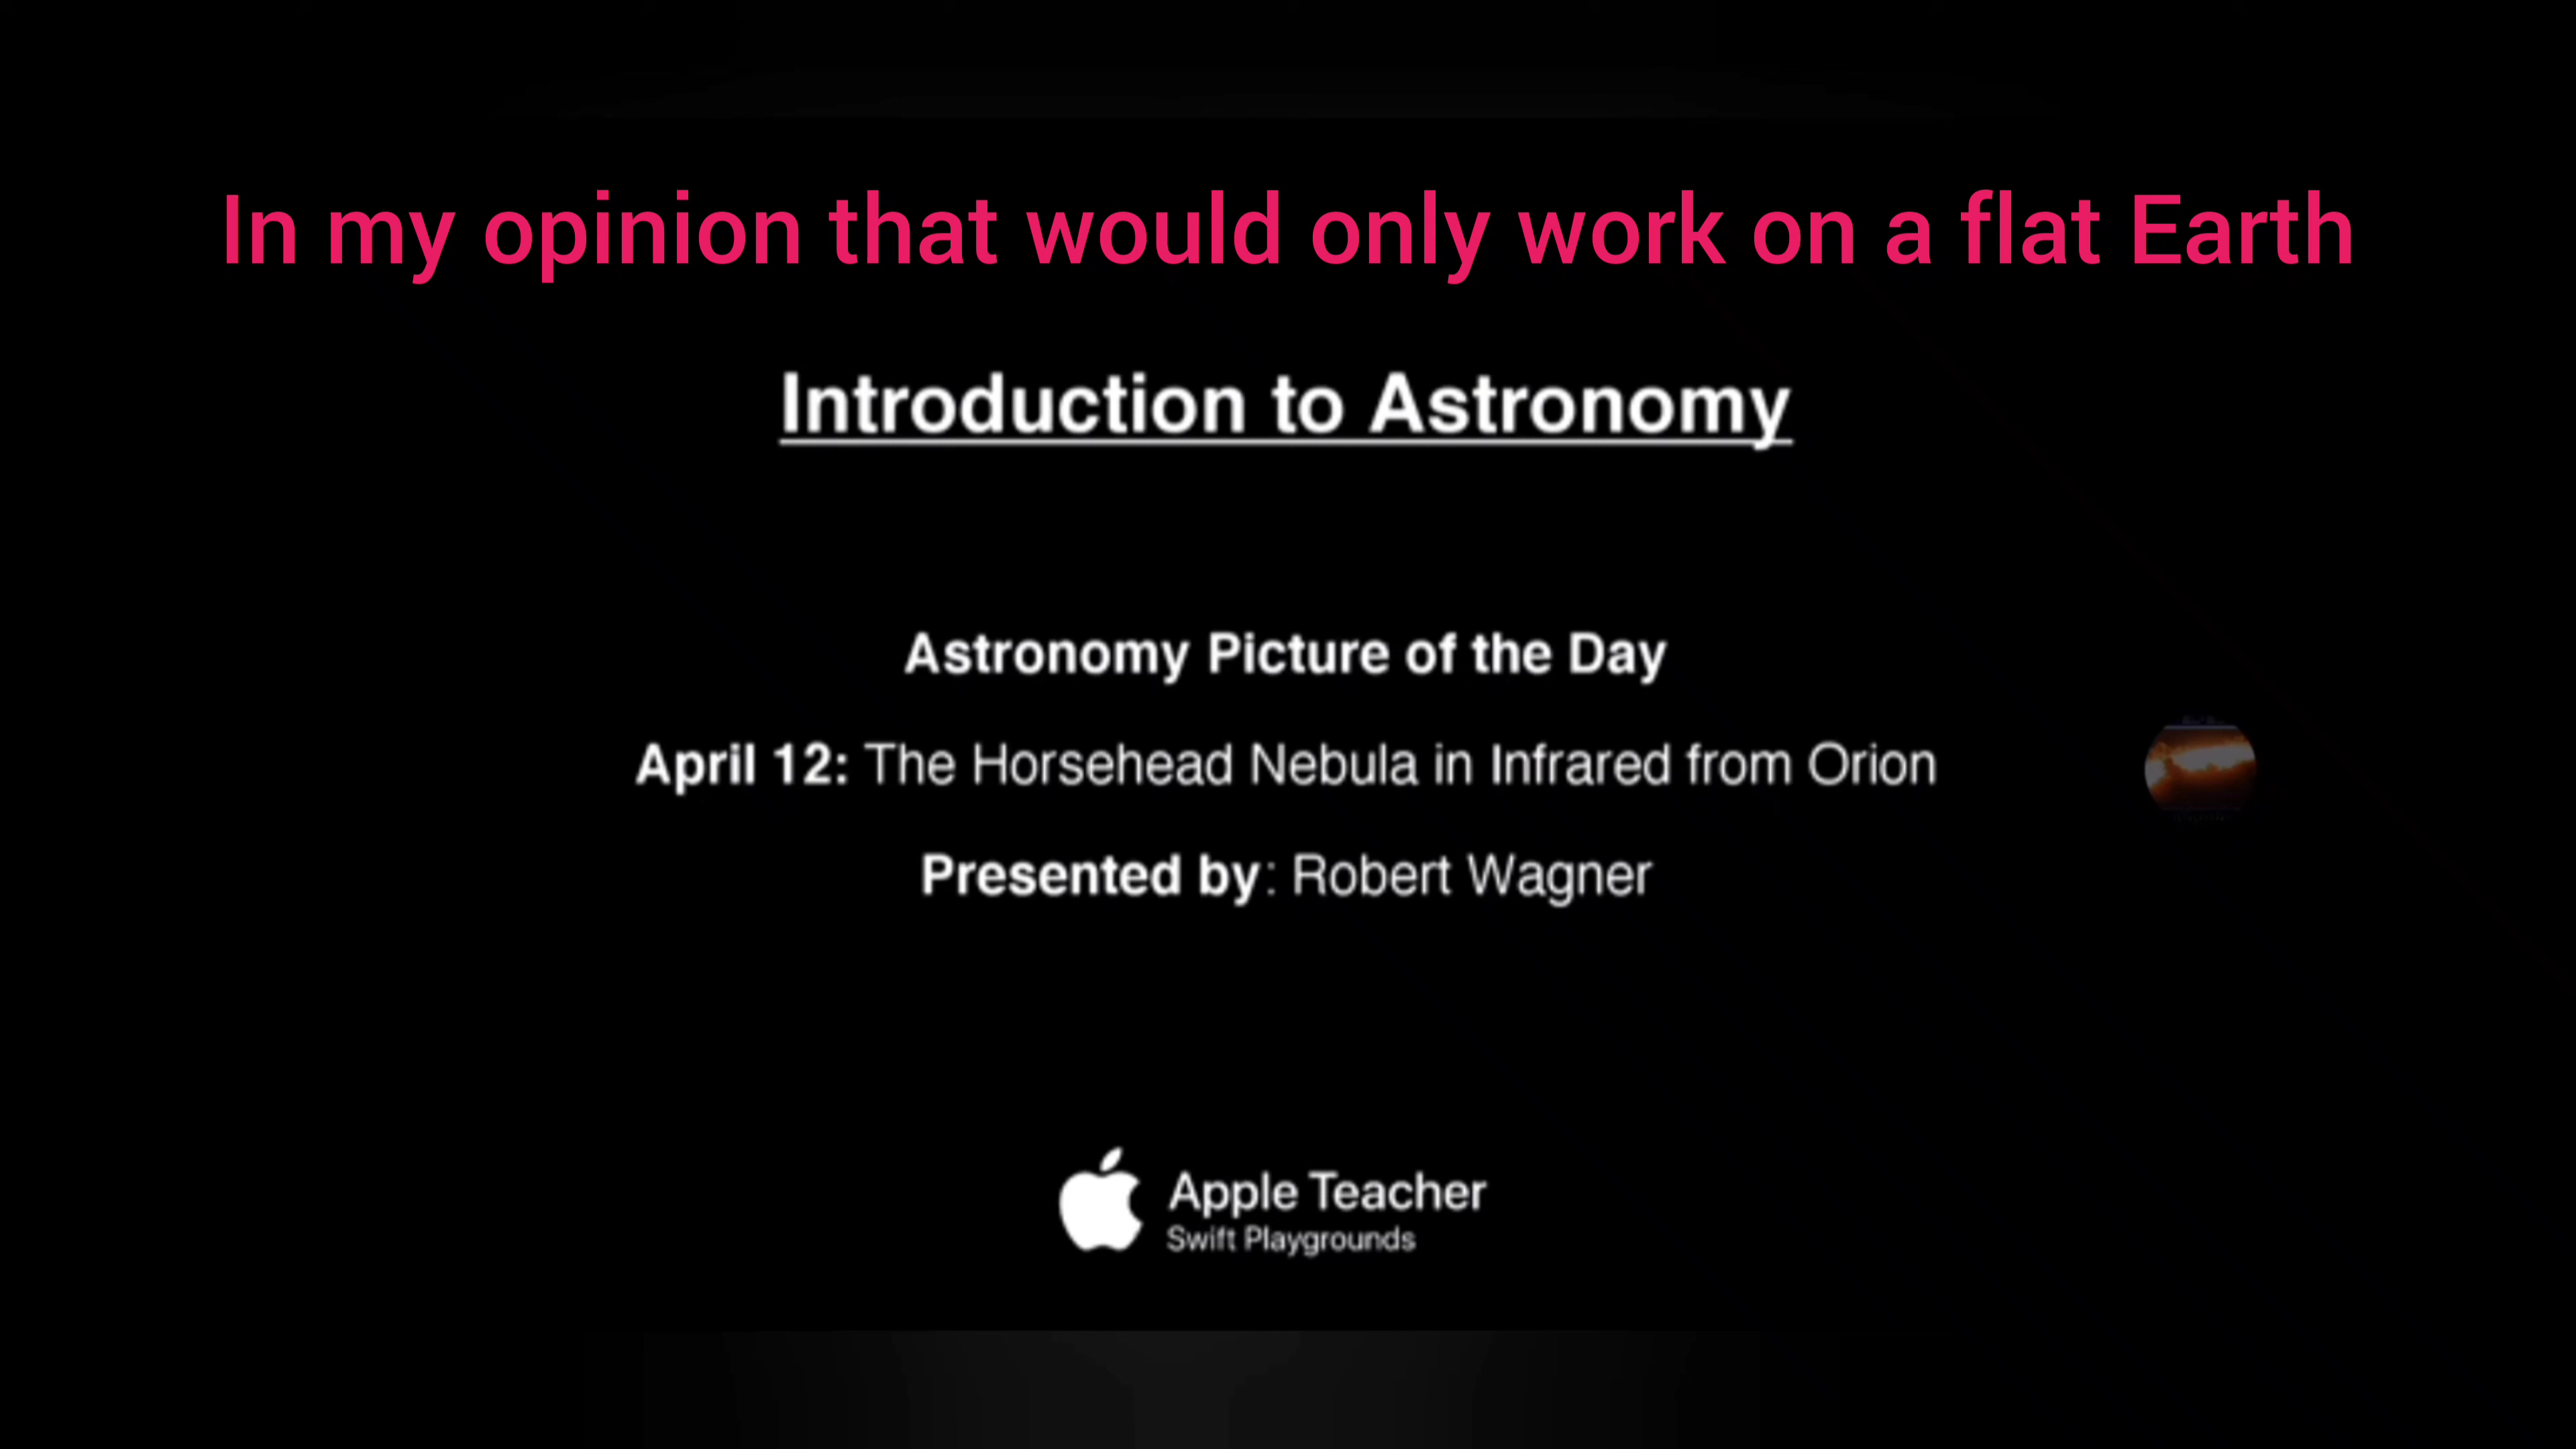 In my opinion that would only work on a flat Earth
Introduction to Astronomy
Astronomy Picture of the Day
April 12: The Horsehead Nebula in Infrared from Orion
Presented by: Robert Wagner
Apple Teacher
Swift Playgrounds